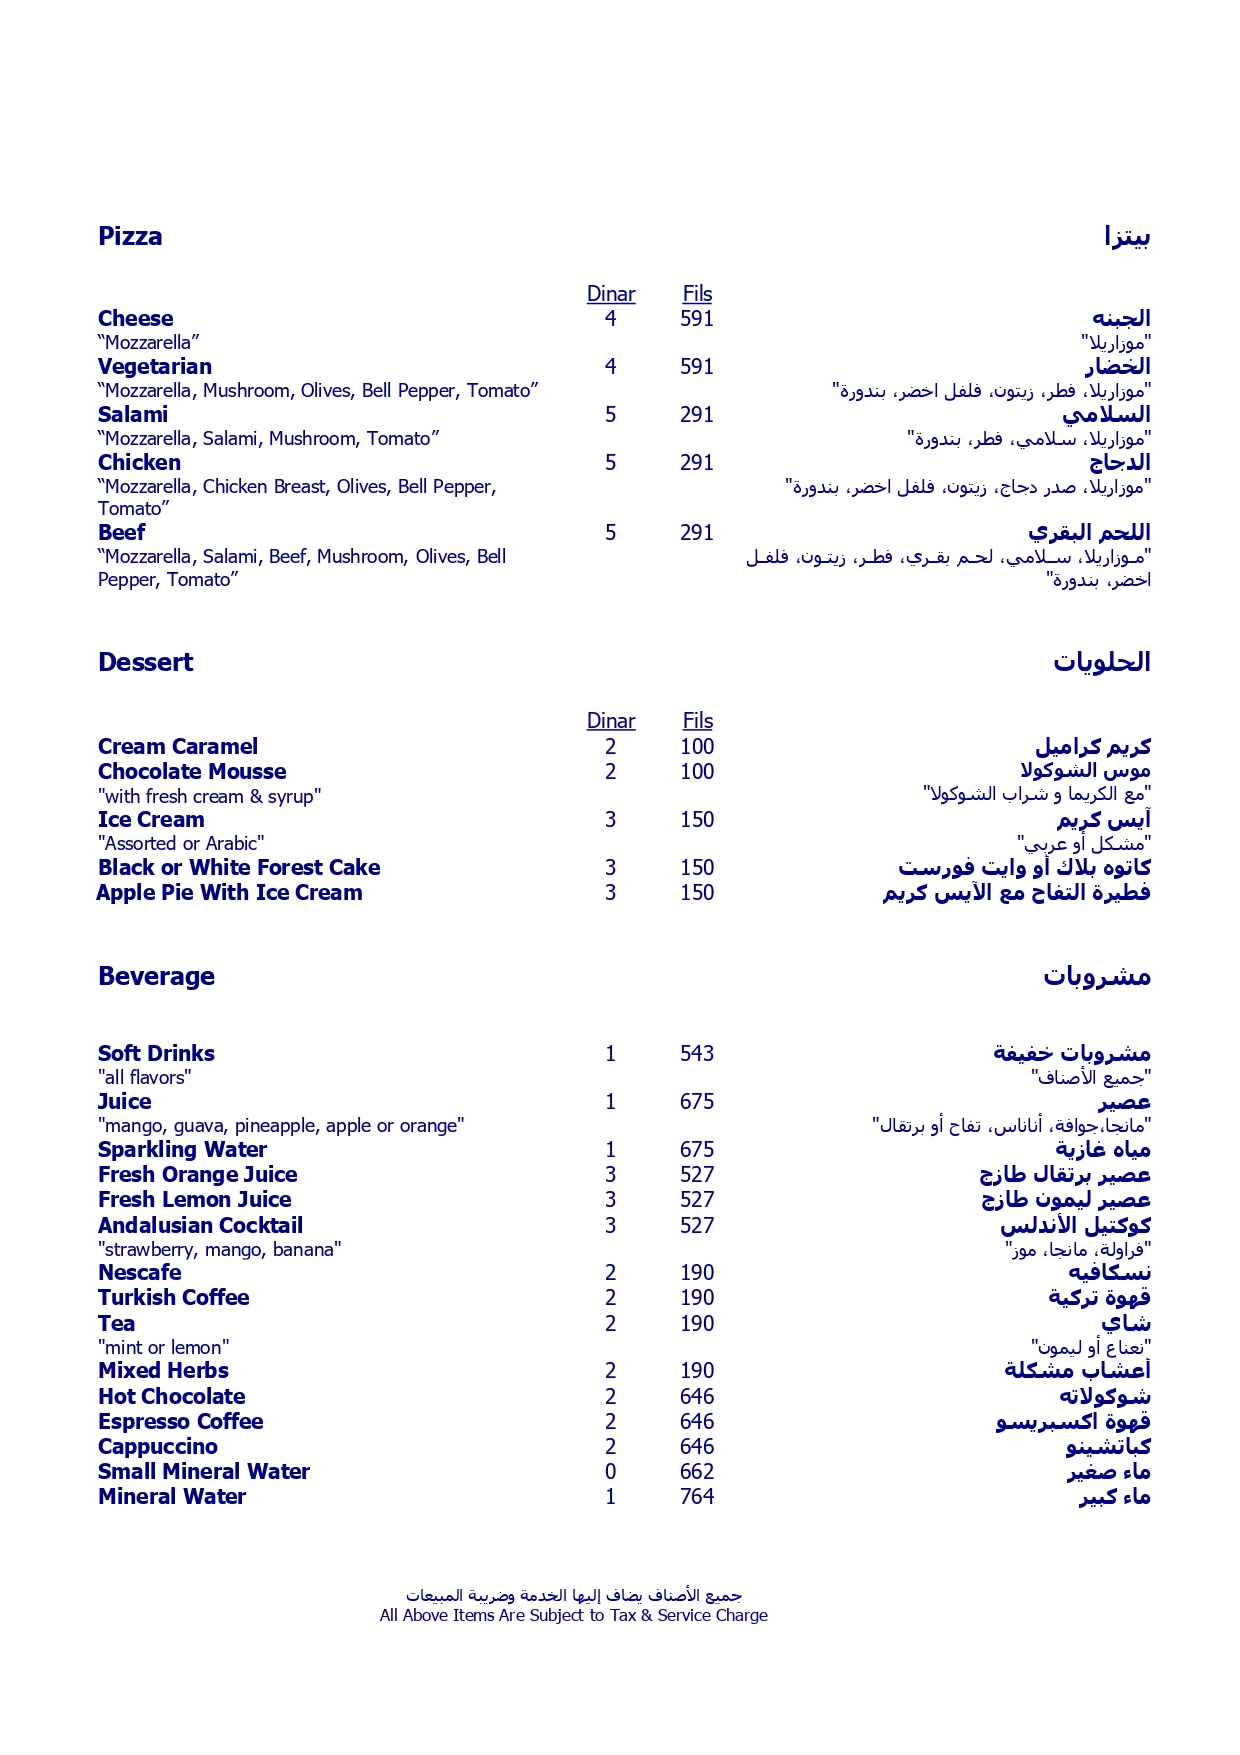 Pizza بيتزا
Dinar Fils
Cheese 4 591 الجبنه
“Mozzarella” "موزاريلا"
Vegetarian 4 591 الخضار
“Mozzarella, Mushroom, Olives, Bell Pepper, Tomato” "موزاريلا، فطر، زيتون، فلفل اخضر، بندورة"
Salami 5 291 السلامي
“Mozzarella, Salami, Mushroom, Tomato” "موزاريلا، سلامي، فطر، بندورة"
Chicken 5 291 الدجاج
“Mozzarella, Chicken Breast, Olives, Bell Pepper, "موزاريلا، صدر دجاج، زيتون، فلفل اخضر، بندورة"
Tomato”
Beef 5 291 اللحم البقري
“Mozzarella, Salami, Beef, Mushroom, Olives, Bell "مـوزاريلا، سـلامي، لحـم بقـري، فطـر، زيتـون، فلفـل
Pepper, Tomato” اخضر، بندورة"
Dessert الحلويات
Dinar Fils
Cream Caramel 2 100 كريم كراميل
Chocolate Mousse 2 100 موس الشوكولا
"with fresh cream & syrup" "مع الكريما و شراب الشوكولا"
Ice Cream 3 150 آيس كريم
"Assorted or Arabic" "مشكل أو عربي"
Black or White Forest Cake 3 150 كاتوه بلاك أو وايت فورست
Apple Pie With Ice Cream 3 150 فطيرة التفاح مع الآيس كريم
Beverage مشروبات
Soft Drinks 1 543 مشروبات خفيفة
"all flavors" "جميع الأصناف"
Juice 1 675 عصير
"mango, guava, pineapple, apple or orange" "مانجا،جوافة، أناناس، تفاح أو برتقال"
Sparkling Water 1 675 مياه غازية
Fresh Orange Juice 3 527 عصير برتقال طازج
Fresh Lemon Juice 3 527 عصير ليمون طازج
Andalusian Cocktail 3 527 كوكتيل الأندلس
"strawberry, mango, banana" "فراولة، مانجا، موز"
Nescafe 2 190 نسكافيه
Turkish Coffee 2 190 قهوة تركية
Tea 2 190 شاي
"mint or lemon" "نعناع أو ليمون"
Mixed Herbs 2 190 أعشاب مشكلة
Hot Chocolate 2 646 شوكولاته
Espresso Coffee 2 646 قهوة اكسبريسو
Cappuccino 2 646 كباتشينو
Small Mineral Water 0 662 ماء صغير
Mineral Water 1 764 ماء كبير
جميع الأصناف يضاف إليها الخدمة وضريبة المبيعات
All Above Items Are Subject to Tax & Service Charge